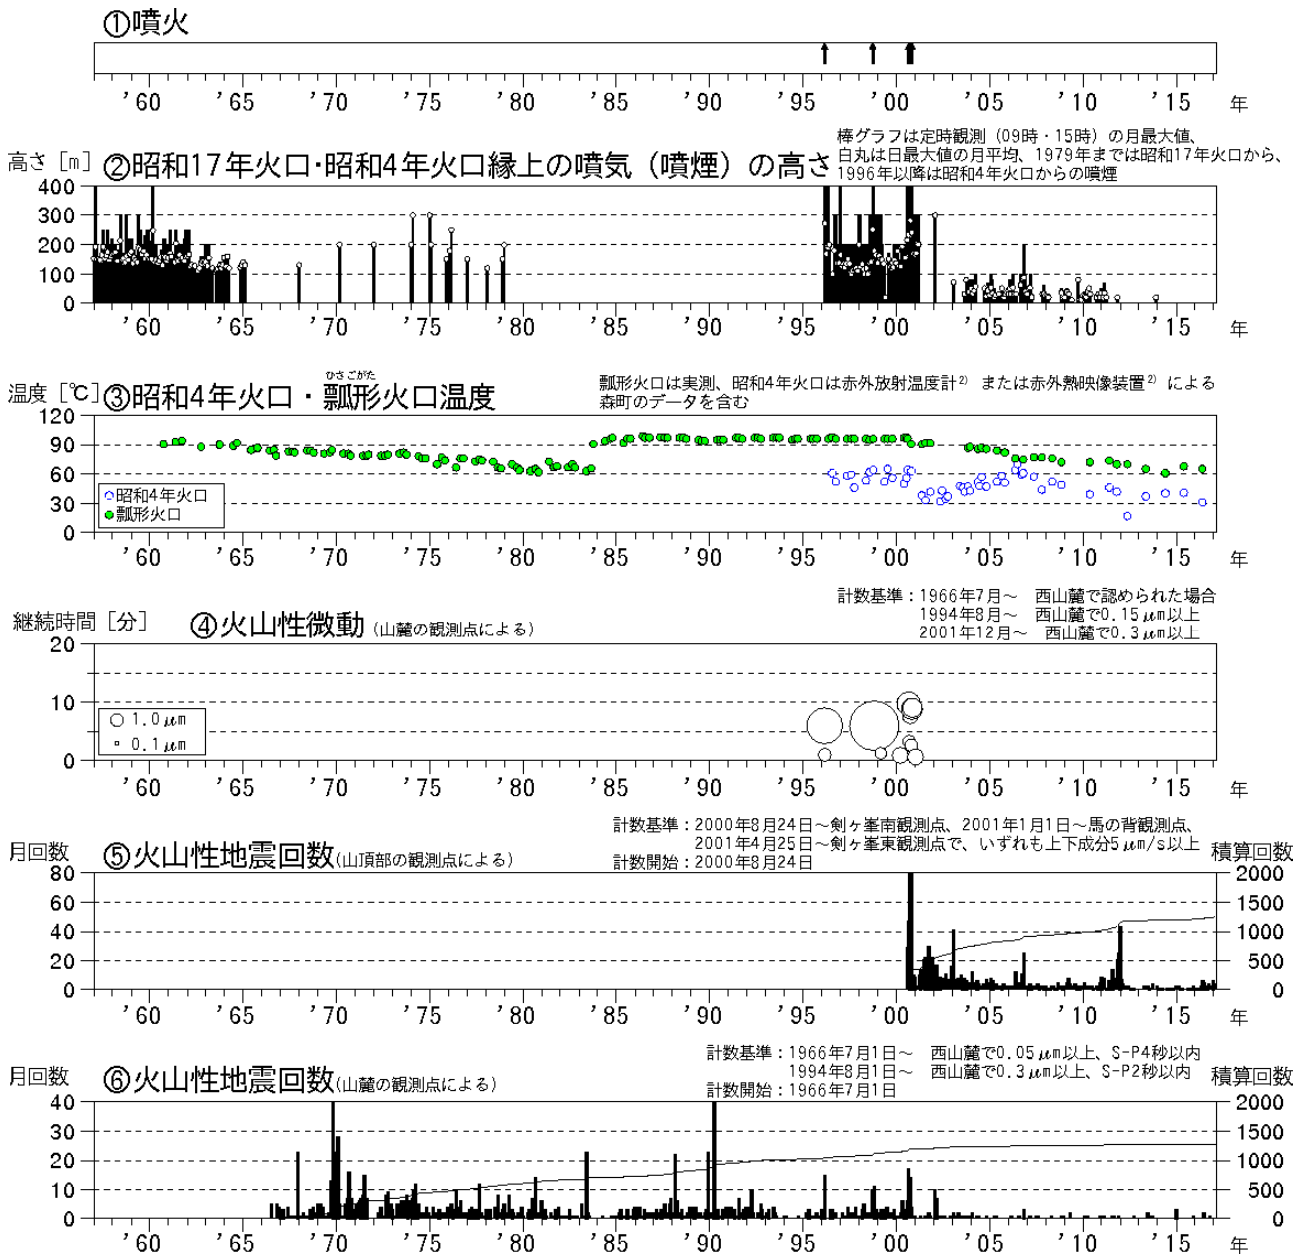 ①噴火
'60 '65 '70 '75 '80 '85 '90 '95 '00 '05 '10 '15 年
棒グラフは定時観測（09時・15時）の月最大値、
高さ［m］ ②昭和17年火口・昭和4年火口縁上の噴気（噴煙）の高さ 白丸は日最大値の月平均、1979年までは昭和17年火口から、
1996年以降は昭和4年火口からの噴煙
400
300
200
100
0
'60 '65 '70 '75 '80 '85 '90 '95 '00 '05 '10 '15 年
ひさごがた
温度［℃］ ③昭和4年火口・瓢形火口温度 瓢形火口は実測、昭和4年火口は赤外放射温度計2) または赤外熱映像装置2) による
森町のデータを含む
120
90
60
30
0
昭和4年火口
瓢形火口
'60 '65 '70 '75 '80 '85 '90 '95 '00 '05 '10 '15 年
計数基準：1966年7月～ 西山麓で認められた場合
1994年8月～ 西山麓で0.15μm以上
2001年12月～ 西山麓で0.3μm以上
継続時間［分］ ④火山性微動（山麓の観測点による）
20
10
0
1.0μm
0.1μm
'60 '65 '70 '75 '80 '85 '90 '95 '00 '05 '10 '15 年
計数基準：2000年8月24日～剣ヶ峯南観測点、2001年1月1日～馬の背観測点、
2001年4月25日～剣ヶ峯東観測点で、いずれも上下成分5μm/s以上
計数開始：2000年8月24日
月回数 ⑤火山性地震回数(山頂部の観測点による) 積算回数
80 2000
60 1500
40 1000
20 500
0 0
'60 '65 '70 '75 '80 '85 '90 '95 '00 '05 '10 '15 年
計数基準：1966年7月1日～ 西山麓で0.05μm以上、S-P4秒以内
1994年8月1日～ 西山麓で0.3μm以上、S-P2秒以内
計数開始：1966年7月1日
月回数 ⑥火山性地震回数(山麓の観測点による) 積算回数
40 2000
30 1500
20 1000
10 500
0 0
'60 '65 '70 '75 '80 '85 '90 '95 '00 '05 '10 '15 年